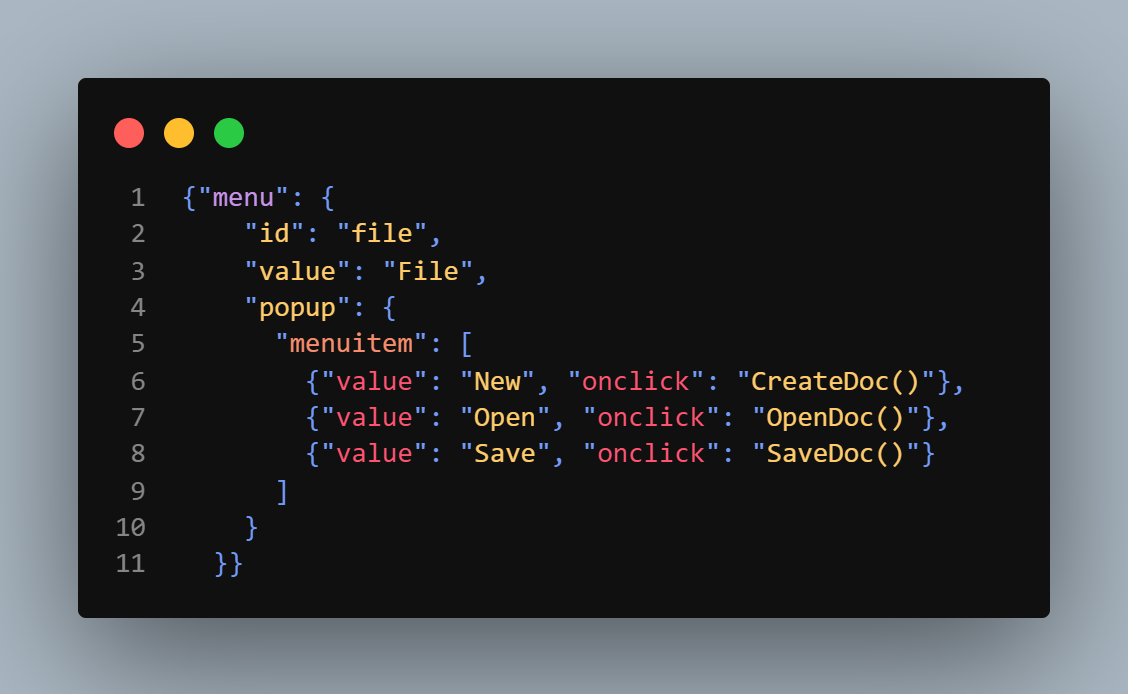 1 {"menu": {
2     "id": "file",
3     "value": "File",
4     "popup": {
5       "menuitem": [
6         {"value": "New", "onclick": "CreateDoc()"},
7         {"value": "Open", "onclick": "OpenDoc()"},
8         {"value": "Save", "onclick": "SaveDoc()"}
9       ]
10     }
11   }}